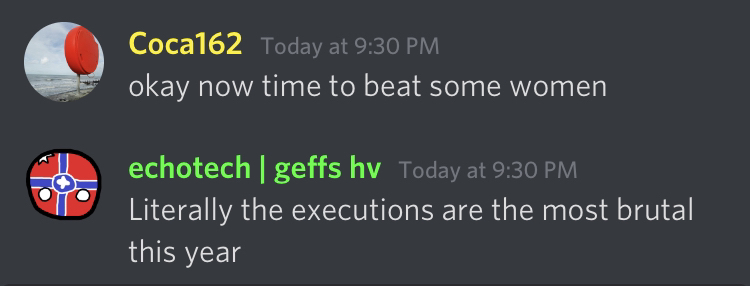 Coca162 Today at 9:30 PM
okay now time to beat some women
echotech | geffs hv Today at 9:30 PM
Literally the executions are the most brutal
this year